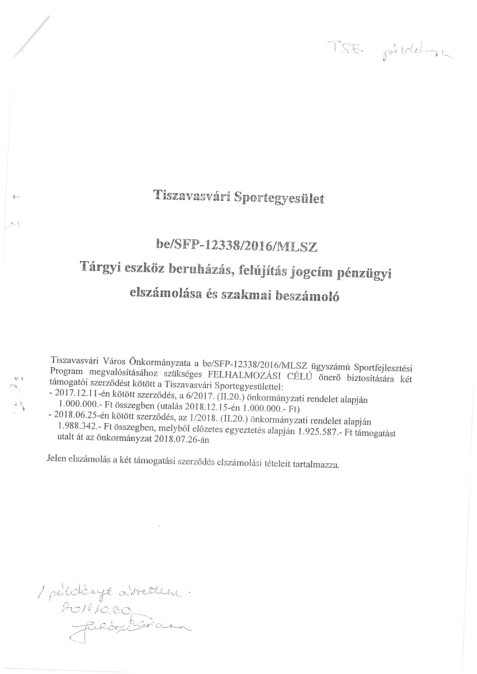 TSE. példány
Tiszavasvári Sportegyesület
be/SFP-12338/2016/MLSZ
Tárgyi eszköz beruházás, felújítás jogcím pénzügyi
elszámolása és szakmai beszámoló
Tiszavasvári Város Önkormányzata a be/SFP-12338/2016/MLSZ ügyszámú Sportfejlesztési
Program megvalósításához szükséges FELHALMOZÁSI CÉLÚ önerő biztosítására két
támogatói szerződést kötött a Tiszavasvári Sportegyesülettel:
- 2017.12.11-én kötött szerződés, a 6/2017. (II.20.) önkormányzati rendelet alapján
1.000.000.- Ft összegben (utalás 2018.12.15-én 1.000.000.- Ft)
- 2018.06.25-én kötött szerződés, az 1/2018. (II.20.) önkormányzati rendelet alapján
1.988.342.- Ft összegben, melyből előzetes egyeztetés alapján 1.925.587.- Ft támogatást
utalt át az önkormányzat 2018.07.26-án
Jelen elszámolás a két támogatási szerződés elszámolási tételeit tartalmazza.
1 példányt átvettem: